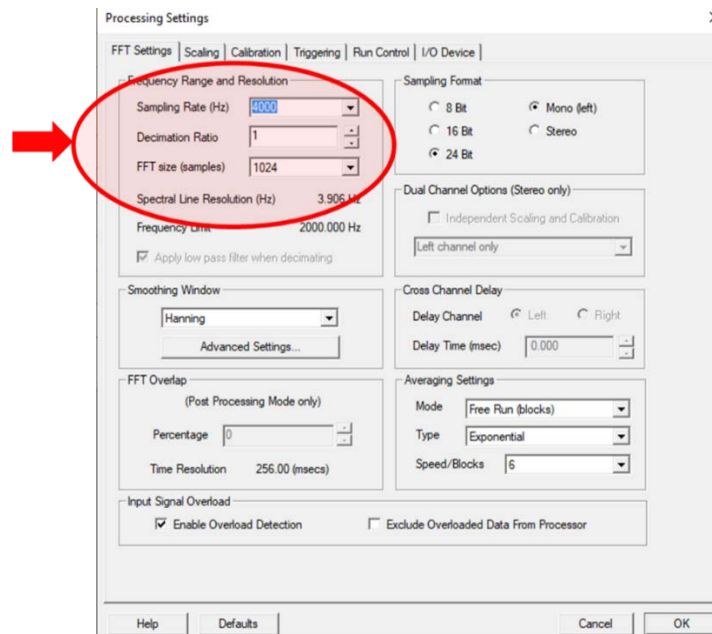 Processing Settings
FFT Settings Scaling Calibration Triggering Run Control I/O Device
Frequency Range and Resolution
Sampling Rate (Hz) 4000
Decimation Ratio 1
FFT size (samples) 1024
Spectral Line Resolution (Hz) 3.906 Hz
Frequency Limit 2000.000 Hz
Apply low pass filter when decimating
Sampling Format
8 Bit Mono (left)
16 Bit Stereo
24 Bit
Dual Channel Options (Stereo only)
Independent Scaling and Calibration
Left channel only
Smoothing Window
Hanning
Advanced Settings...
Cross Channel Delay
Delay Channel Left Right
Delay Time (msec) 0.000
FFT Overlap
(Post Processing Mode only)
Percentage 0
Time Resolution 256.00 (msecs)
Averaging Settings
Mode Free Run (blocks)
Type Exponential
Speed/Blocks 6
Input Signal Overload
Enable Overload Detection Exclude Overloaded Data From Processor
Help Defaults Cancel OK